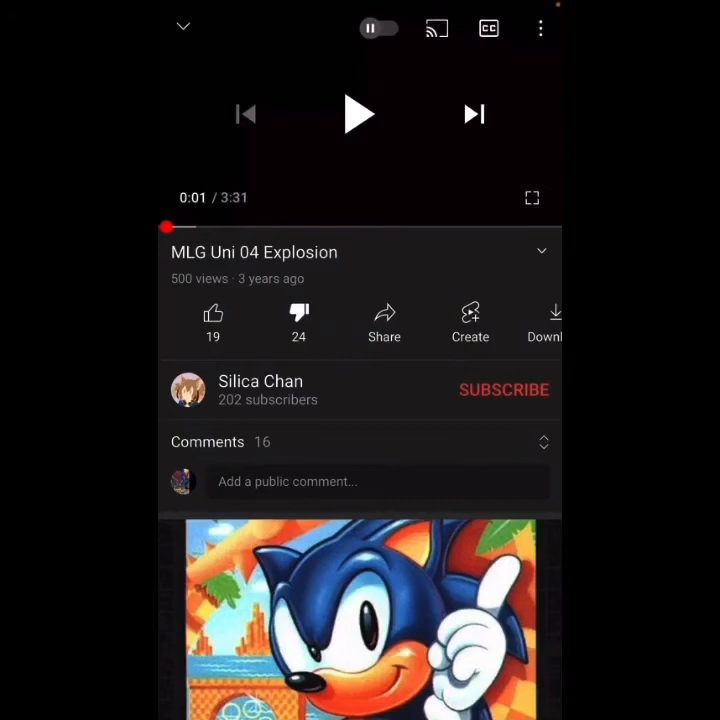 CC
0:01 / 3:31
MLG Uni 04 Explosion
500 views · 3 years ago
19 24 Share Create Downl
Silica Chan
202 subscribers
SUBSCRIBE
Comments 16
Add a public comment...